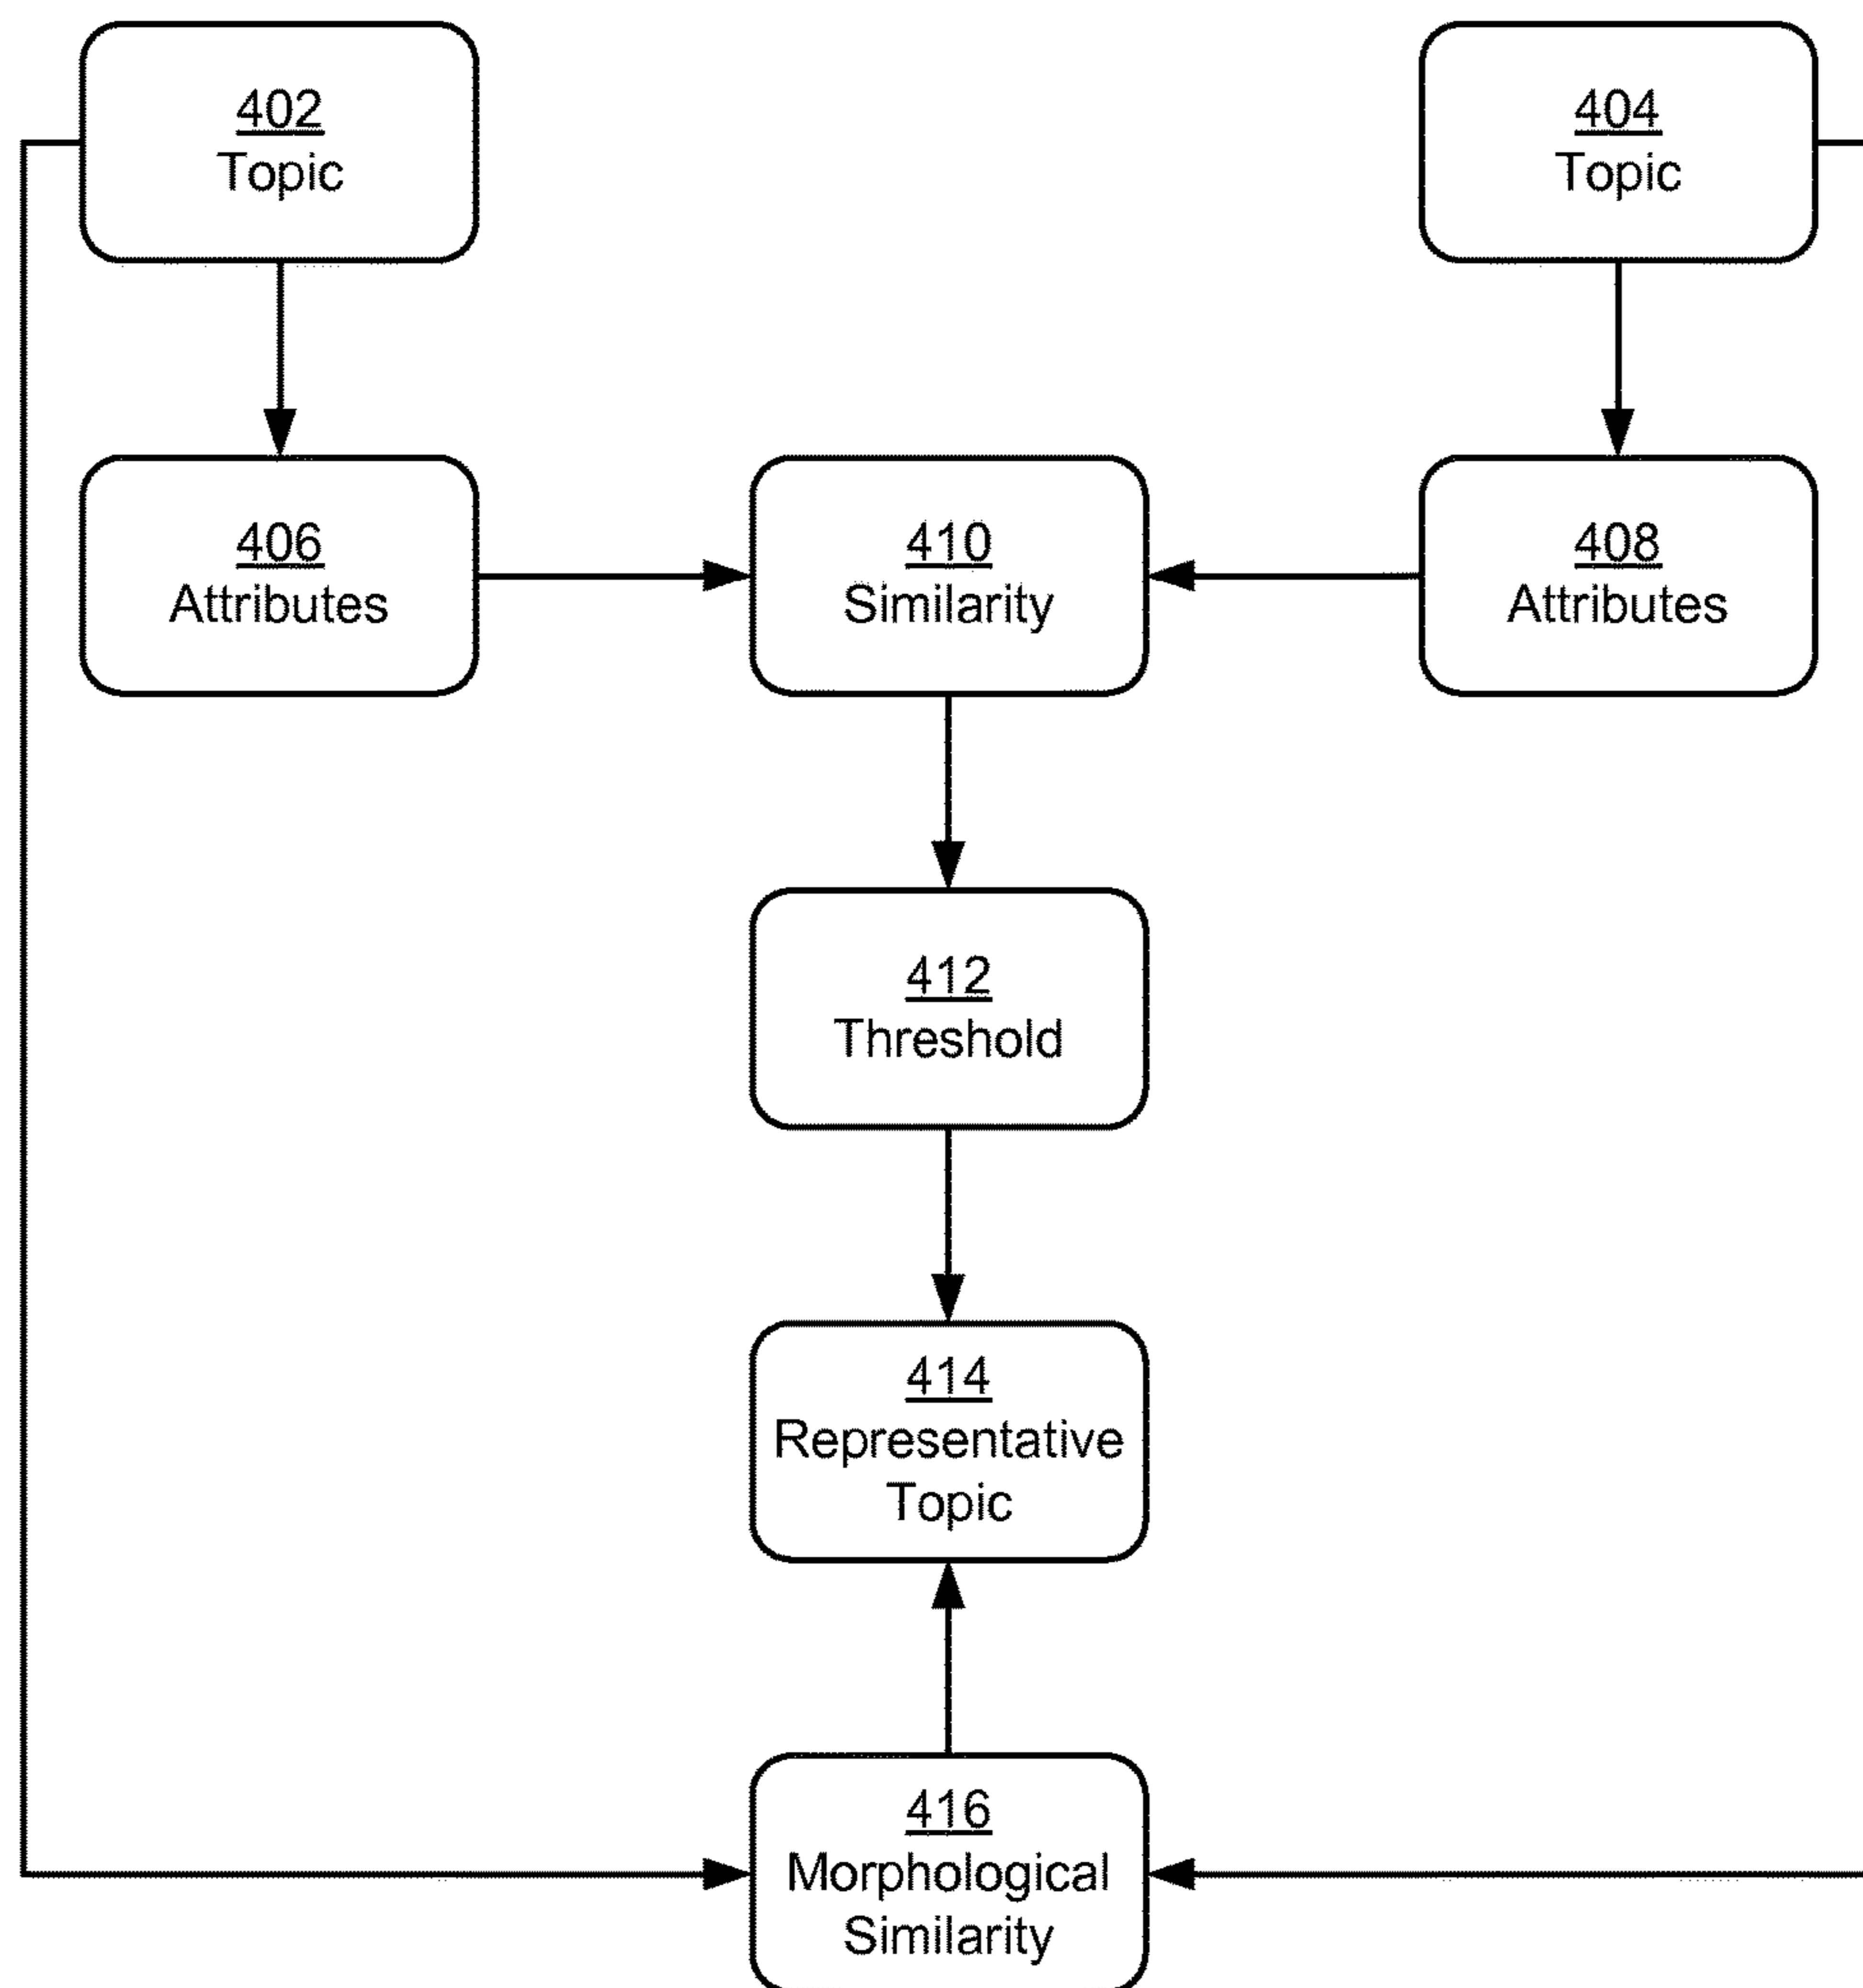 402
Topic
404
Topic
406
Attributes
410
Similarity
408
Attributes
412
Threshold
414
Representative
Topic
416
Morphological
Similarity